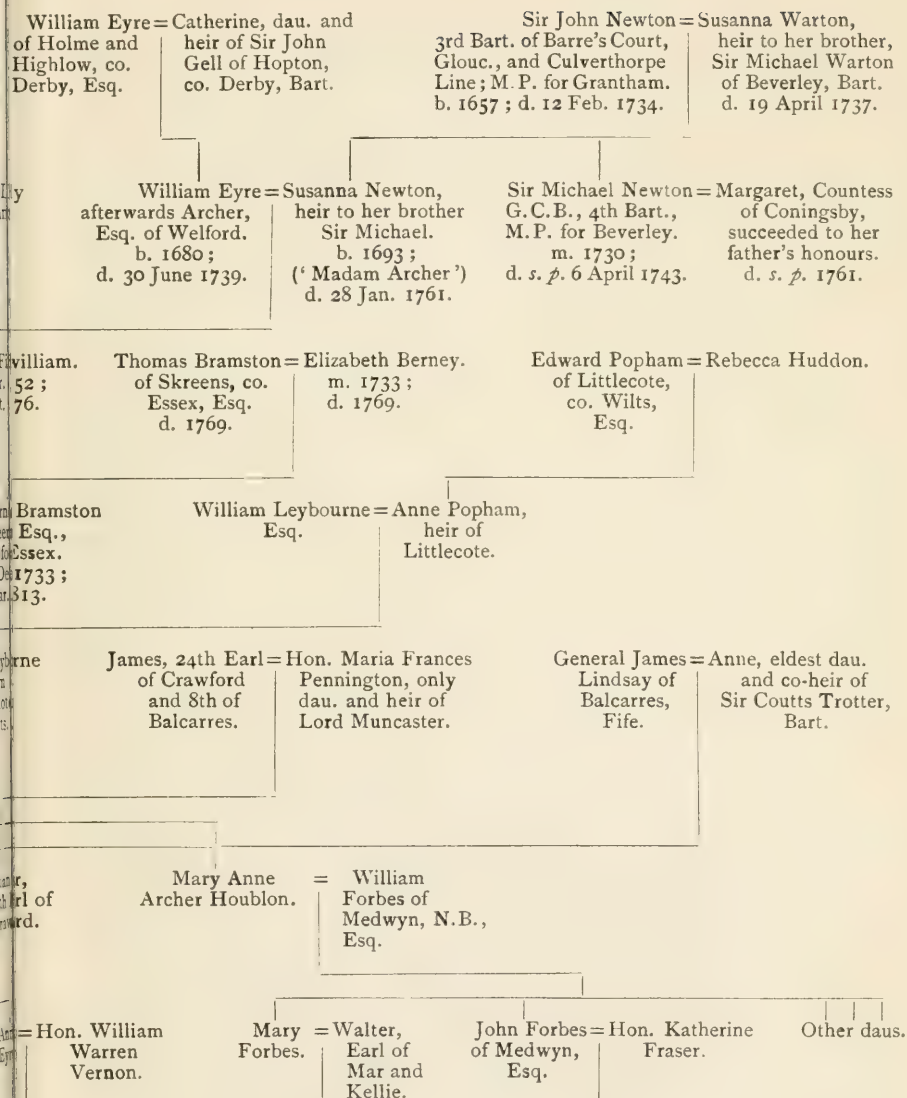 William Eyre = Catherine, dau. and
of Holme and heir of Sir John
Highlow, co. Gell of Hopton,
Derby, Esq. co. Derby, Bart.
Sir John Newton = Susanna Warton,
3rd Bart. of Barre's Court, heir to her brother,
Glouc., and Culverthorpe Sir Michael Warton
Line; M.P. for Grantham. of Beverley, Bart.
b. 1657; d. 12 Feb. 1734. d. 19 April 1737.
William Eyre = Susanna Newton,
afterwards Archer, heir to her brother
Esq. of Welford. Sir Michael.
b. 1680; b. 1693;
d. 30 June 1739. ('Madam Archer')
d. 28 Jan. 1761.
Sir Michael Newton = Margaret, Countess
G.C.B., 4th Bart., of Coningsby,
M.P. for Beverley. succeeded to her
m. 1730; father's honours.
d. s. p. 6 April 1743. d. s. p. 1761.
william.
52;
76.
Thomas Bramston = Elizabeth Berney.
of Skreens, co. m. 1733;
Essex, Esq. d. 1769.
d. 1769.
Edward Popham = Rebecca Huddon.
of Littlecote,
co. Wilts,
Esq.
Bramston
Esq.,
Essex.
1733;
313.
William Leybourne = Anne Popham,
Esq. heir of
Littlecote.
rne
James, 24th Earl = Hon. Maria Frances
of Crawford Pennington, only
and 8th of dau. and heir of
Balcarres. Lord Muncaster.
General James = Anne, eldest dau.
Lindsay of and co-heir of
Balcarres, Sir Coutts Trotter,
Fife. Bart.
r,
rl of
rd.
Mary Anne = William
Archer Houblon. Forbes of
Medwyn, N.B.,
Esq.
= Hon. William
Warren
Vernon.
Mary = Walter,
Forbes. Earl of
Mar and
Kellie.
John Forbes = Hon. Katherine
of Medwyn, Fraser.
Esq.
Other daus.